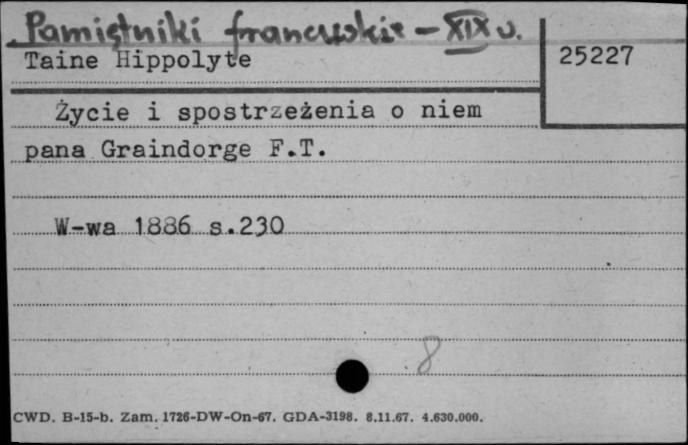 Pamiętniki francuskie - XIX w.
Taine Hippolyte
25227
Życie i spostrzeżenia o niem
pana Graindorge F.T.
W-wa 1886 s.230
8
CWD. B-15-b. Zam. 1726-DW-On-67. GDA-3198. 8.11.67. 4.630.000.